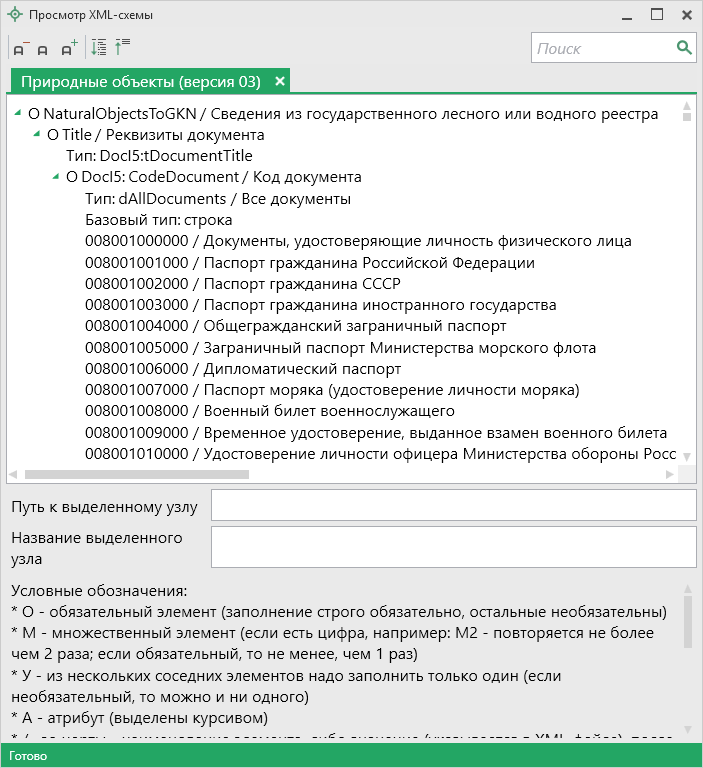 Просмотр XML-схемы
Поиск
Природные объекты (версия 03)
О NaturalObjectsToGKN / Сведения из государственного лесного или водного реестра
О Title / Реквизиты документа
Тип: DocI5:tDocumentTitle
О DocI5: CodeDocument / Код документа
Тип: dAllDocuments / Все документы
Базовый тип: строка
008001000000 / Документы, удостоверяющие личность физического лица
008001001000 / Паспорт гражданина Российской Федерации
008001002000 / Паспорт гражданина СССР
008001003000 / Паспорт гражданина иностранного государства
008001004000 / Общегражданский заграничный паспорт
008001005000 / Заграничный паспорт Министерства морского флота
008001006000 / Дипломатический паспорт
008001007000 / Паспорт моряка (удостоверение личности моряка)
008001008000 / Военный билет военнослужащего
008001009000 / Временное удостоверение, выданное взамен военного билета
008001010000 / Удостоверение личности офицера Министерства обороны Росс
Путь к выделенному узлу
Название выделенного
узла
Условные обозначения:
* О - обязательный элемент (заполнение строго обязательно, остальные необязательны)
* М - множественный элемент (если есть цифра, например: М2 - повторяется не более
чем 2 раза; если обязательный, то не менее, чем 1 раз)
* У - из нескольких соседних элементов надо заполнить только один (если
необязательный, то можно и ни одного)
* А - атрибут (выделены курсивом)
Готово